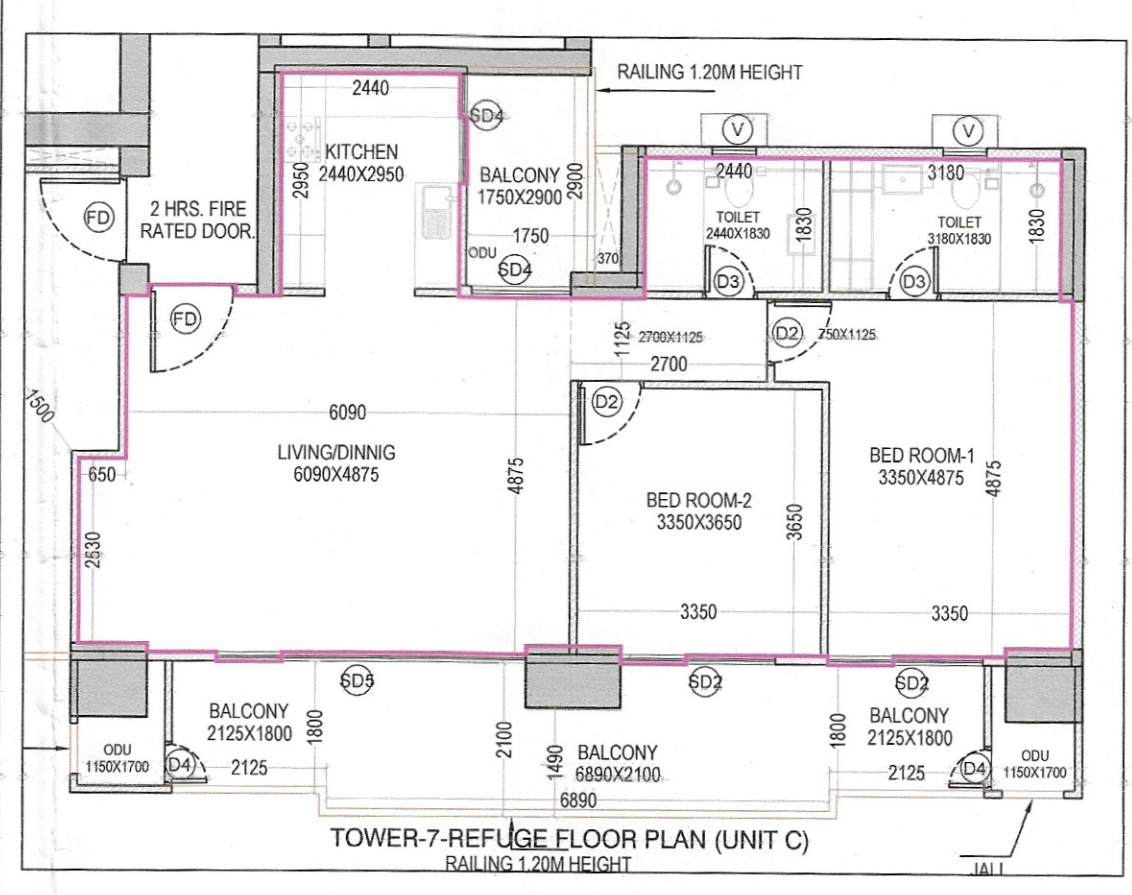 RAILING 1.20M HEIGHT
2440
V
V
SD4
KITCHEN
2440X2950
2950
BALCONY
1750X2900
2900
2440
3180
FD
2 HRS. FIRE
RATED DOOR.
TOILET
2440X1830
1830
TOILET
3180X1830
1830
1750
ODU
SD4
370
D3
D3
FD
1125
2700X1125
2700
D2
750X1125
1500
6090
D2
LIVING/DINNIG
6090X4875
4875
BED ROOM-1
3350X4875
4875
650
BED ROOM-2
3350X3650
3650
2530
3350
3350
SD5
SD2
SD2
BALCONY
2125X1800
1800
2100
1490
BALCONY
6890X2100
1800
BALCONY
2125X1800
ODU
1150X1700
D4
2125
2125
D4
ODU
1150X1700
6890
TOWER-7-REFUGE FLOOR PLAN (UNIT C)
RAILING 1.20M HEIGHT
JALI